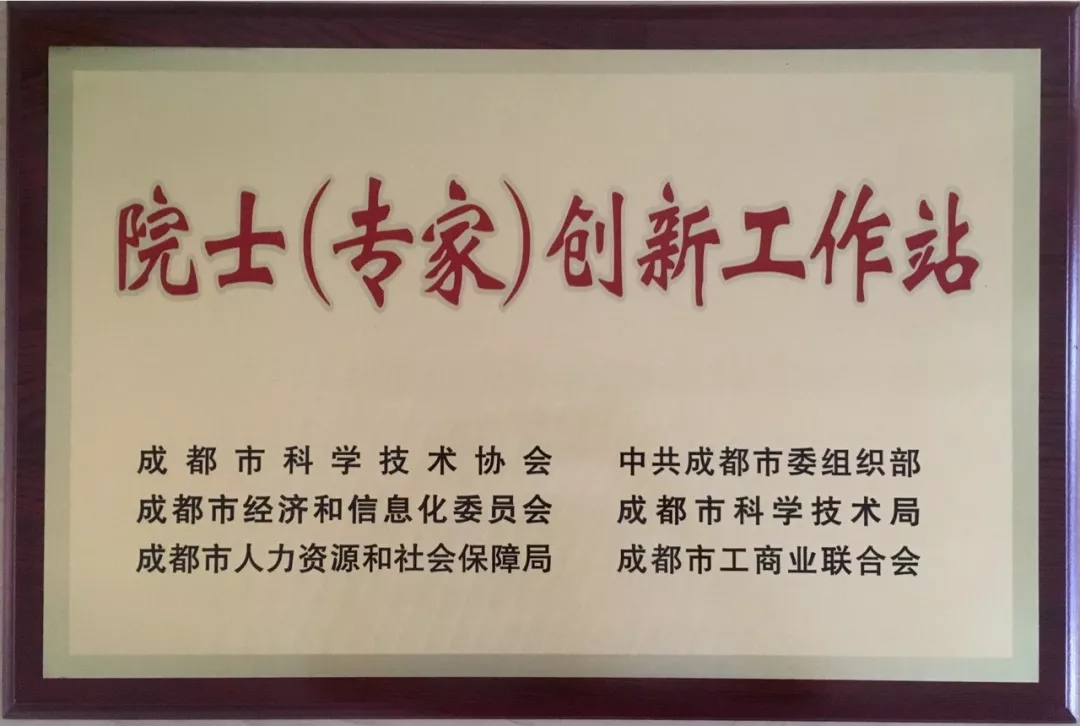 院士(专家)创新工作站
成都市科学技术协会 中共成都市委组织部
成都市经济和信息化委员会 成都市科学技术局
成都市人力资源和社会保障局 成都市工商业联合会